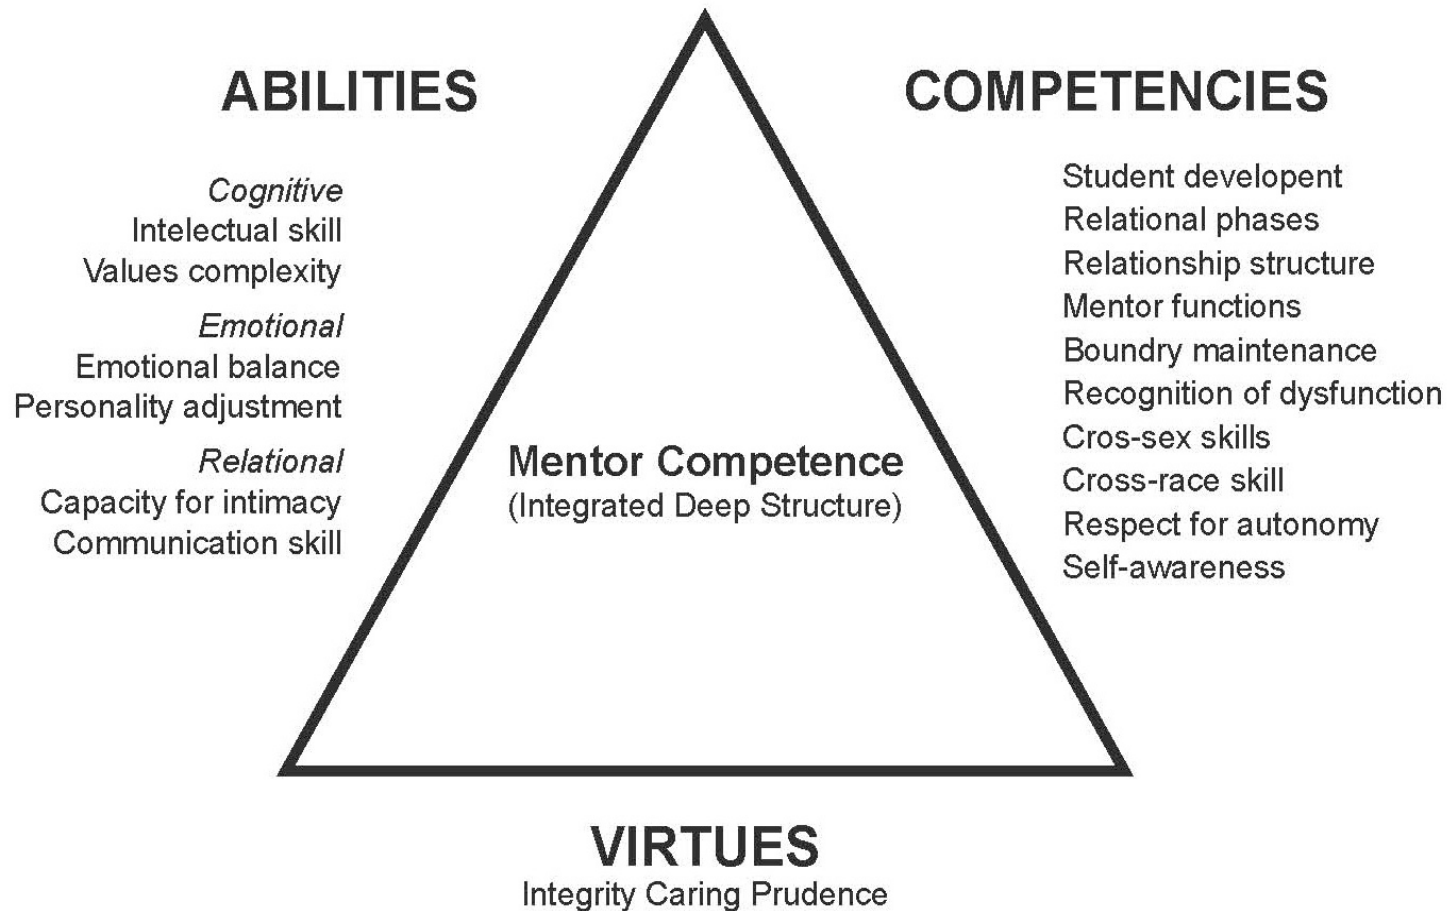 ABILITIES
Cognitive
Intelectual skill
Values complexity
Emotional
Emotional balance
Personality adjustment
Relational
Capacity for intimacy
Communication skill
COMPETENCIES
Student developent
Relational phases
Relationship structure
Mentor functions
Boundry maintenance
Recognition of dysfunction
Cros-sex skills
Cross-race skill
Respect for autonomy
Self-awareness
Mentor Competence
(Integrated Deep Structure)
VIRTUES
Integrity Caring Prudence